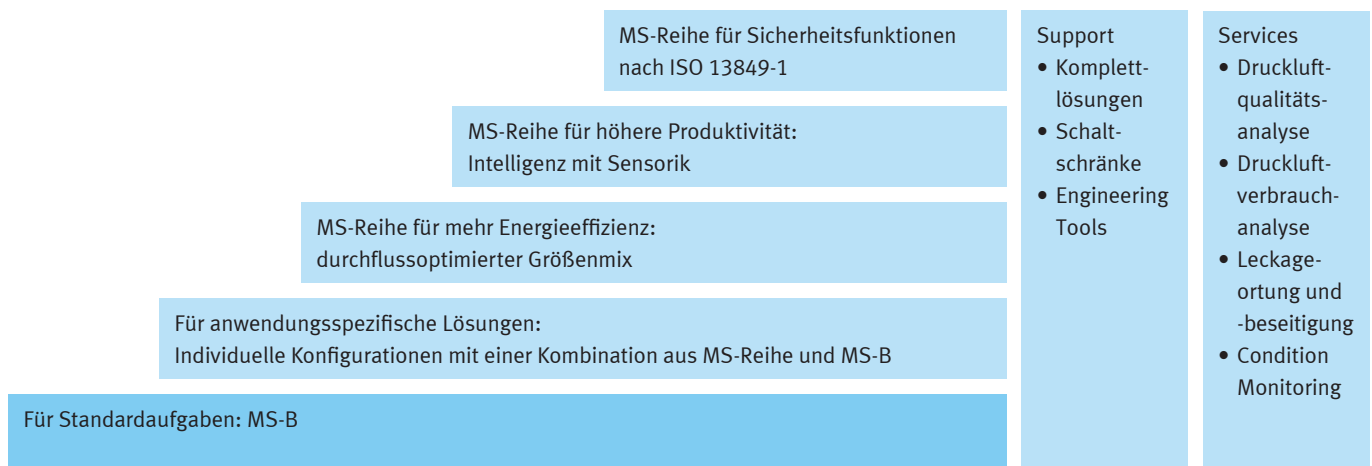 MS-Reihe für Sicherheitsfunktionen
nach ISO 13849-1
MS-Reihe für höhere Produktivität:
Intelligenz mit Sensorik
MS-Reihe für mehr Energieeffizienz:
durchflussoptimierter Größenmix
Für anwendungsspezifische Lösungen:
Individuelle Konfigurationen mit einer Kombination aus MS-Reihe und MS-B
Für Standardaufgaben: MS-B
Support
• Komplett-
lösungen
• Schalt-
schränke
• Engineering
Tools
Services
• Druckluft-
qualitäts-
analyse
• Druckluft-
verbrauch-
analyse
• Leckage-
ortung und
-beseitigung
• Condition
Monitoring